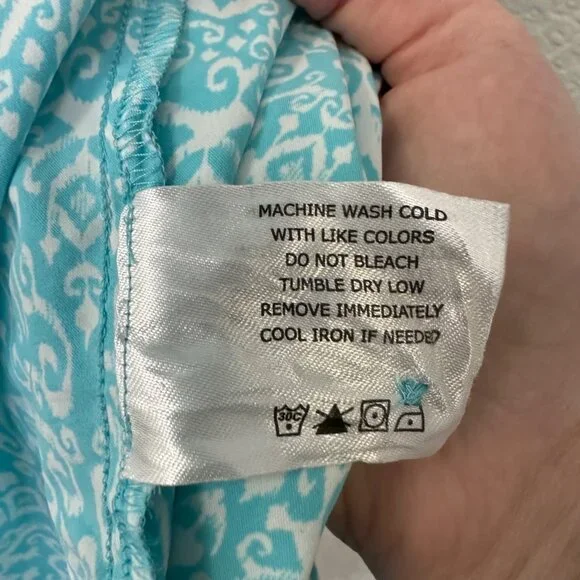 MACHINE WASH COLD
WITH LIKE COLORS
DO NOT BLEACH
TUMBLE DRY LOW
REMOVE IMMEDIATELY
COOL IRON IF NEEDED
30C